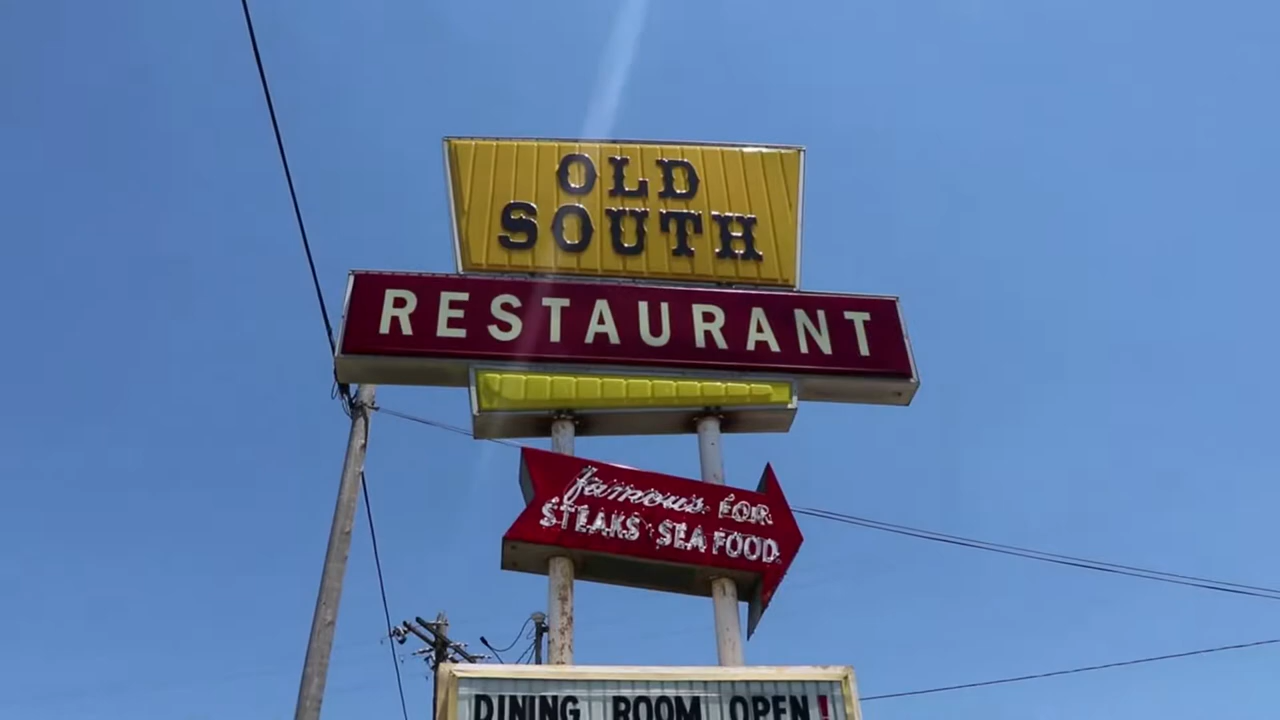 OLD
SOUTH
RESTAURANT
famous FOR
STEAKS SEA FOOD
DINING ROOM OPEN!